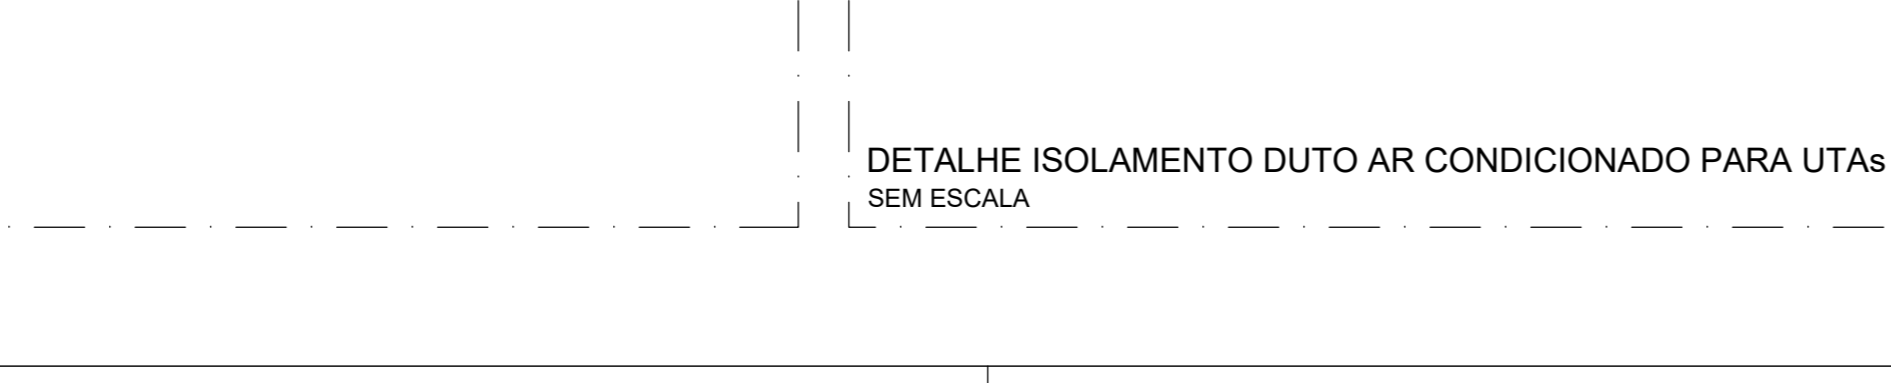 DETALHE ISOLAMENTO DUTO AR CONDICIONADO PARA UTAs
SEM ESCALA